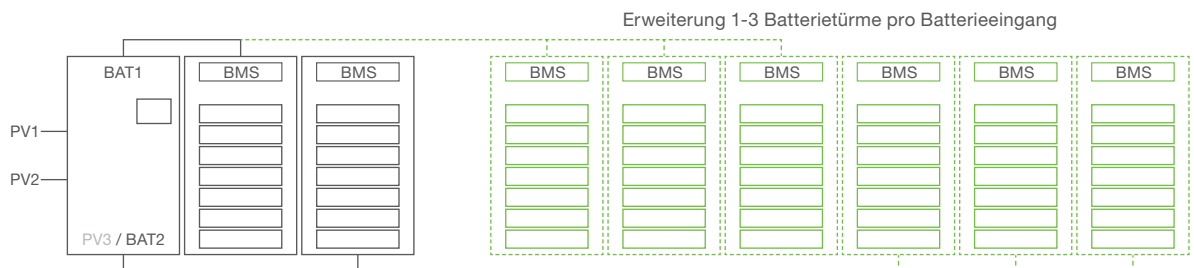 Erweiterung 1-3 Batterietürme pro Batterieeingang
BAT1 BMS BMS BMS BMS BMS BMS BMS BMS
PV1
PV2
PV3 / BAT2